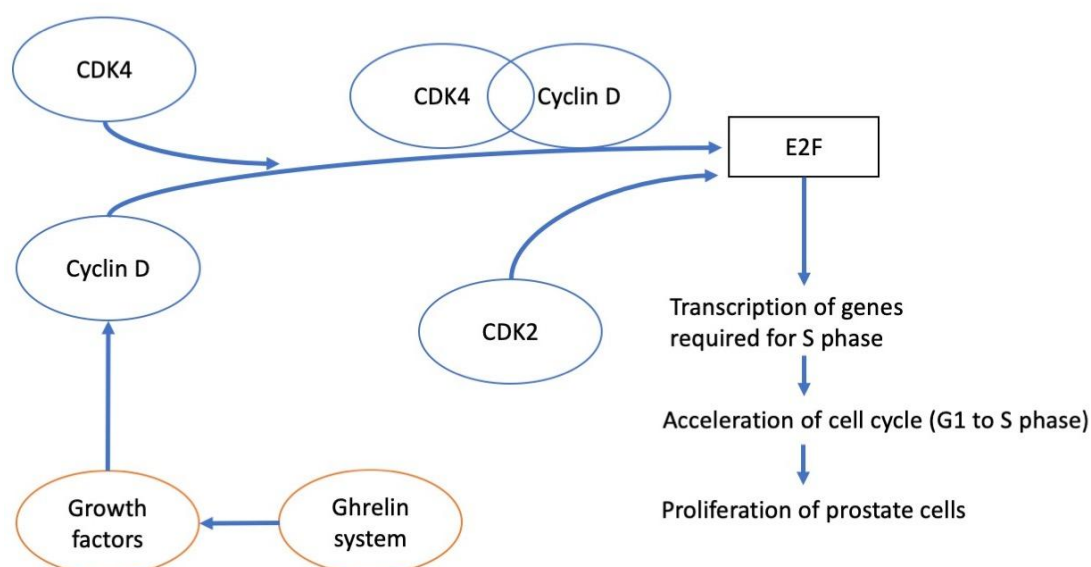 CDK4
CDK4
Cyclin D
E2F
Cyclin D
CDK2
Transcription of genes
required for S phase
Acceleration of cell cycle (G1 to S phase)
Growth
factors
Ghrelin
system
Proliferation of prostate cells